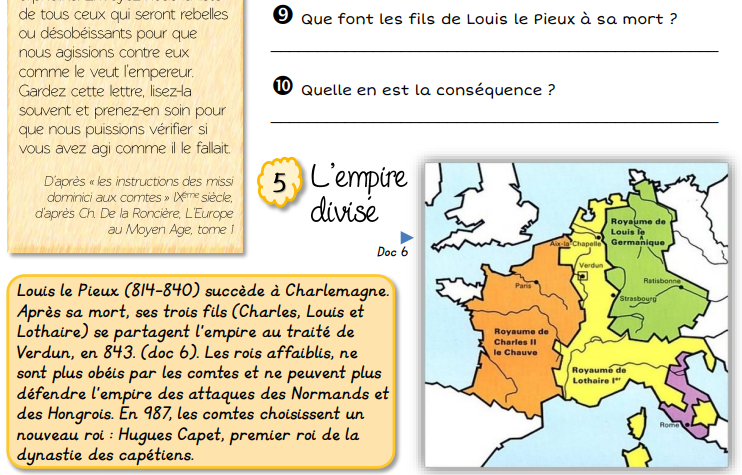 de tous ceux qui seront rebelles
ou désobéissants pour que
nous agissions contre eux
comme le veut l'empereur.
Gardez cette lettre, lisez-la
souvent et prenez-en soin pour
que nous puissions vérifier si
vous avez agi comme il le fallait.
D'après « les instructions des missi
dominici aux comtes » IXème siècle,
d'après Ch. De la Roncière, L'Europe
au Moyen Age, tome 1
9 Que font les fils de Louis le Pieux à sa mort ?
10 Quelle en est la conséquence ?
5 L'empire
divisé
Doc 6
Louis le Pieux (814-840) succède à Charlemagne.
Après sa mort, ses trois fils (Charles, Louis et
Lothaire) se partagent l'empire au traité de
Verdun, en 843. (doc 6). Les rois affaiblis, ne
sont plus obéis par les comtes et ne peuvent plus
défendre l'empire des attaques des Normands et
des Hongrois. En 987, les comtes choisissent un
nouveau roi : Hugues Capet, premier roi de la
dynastie des capétiens.
Royaume de
Louis le
Germanique
Aix-la-Chapelle
Verdun
Paris
Ratisbonne
Strasbourg
Royaume de
Charles II
le Chauve
Royaume de
Lothaire Ier
Rome